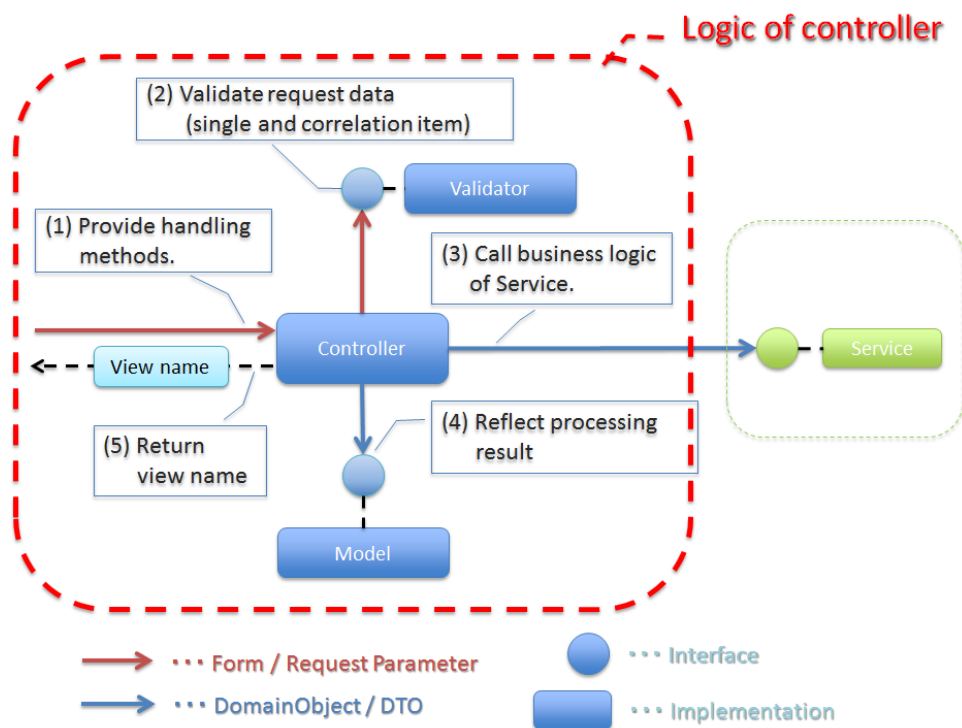 Logic of controller
(2) Validate request data
(single and correlation item)
Validator
(1) Provide handling
methods.
(3) Call business logic
of Service.
Controller
Service
View name
(4) Reflect processing
result
(5) Return
view name
Model
··· Form / Request Parameter
··· Interface
··· DomainObject / DTO
··· Implementation